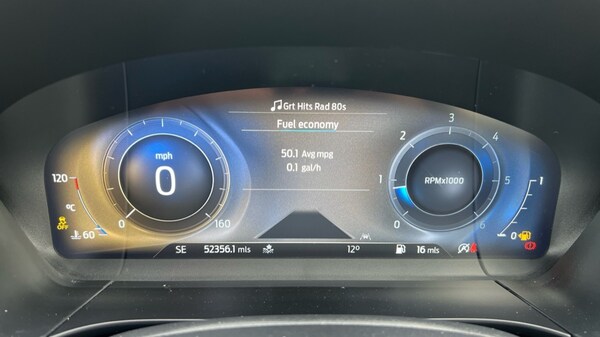 Grt Hits Rad 80s
Fuel economy
50.1 Avg mpg
0.1 gal/h
mph
0
0
160
120
°C
60
OFF
0
1
2
3
4
5
6
RPMx1000
1
0
SE
52356.1 mls
12°
16 mls